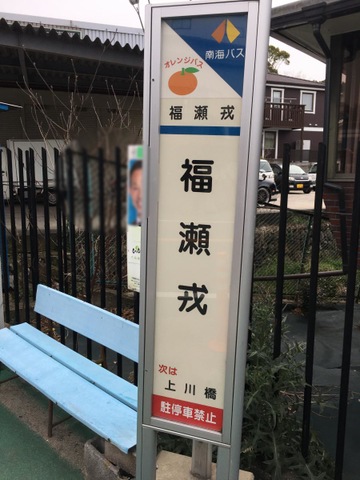 南海バス
オレンジバス
福瀬戎
福瀬戎
次は
上川橋
駐停車禁止